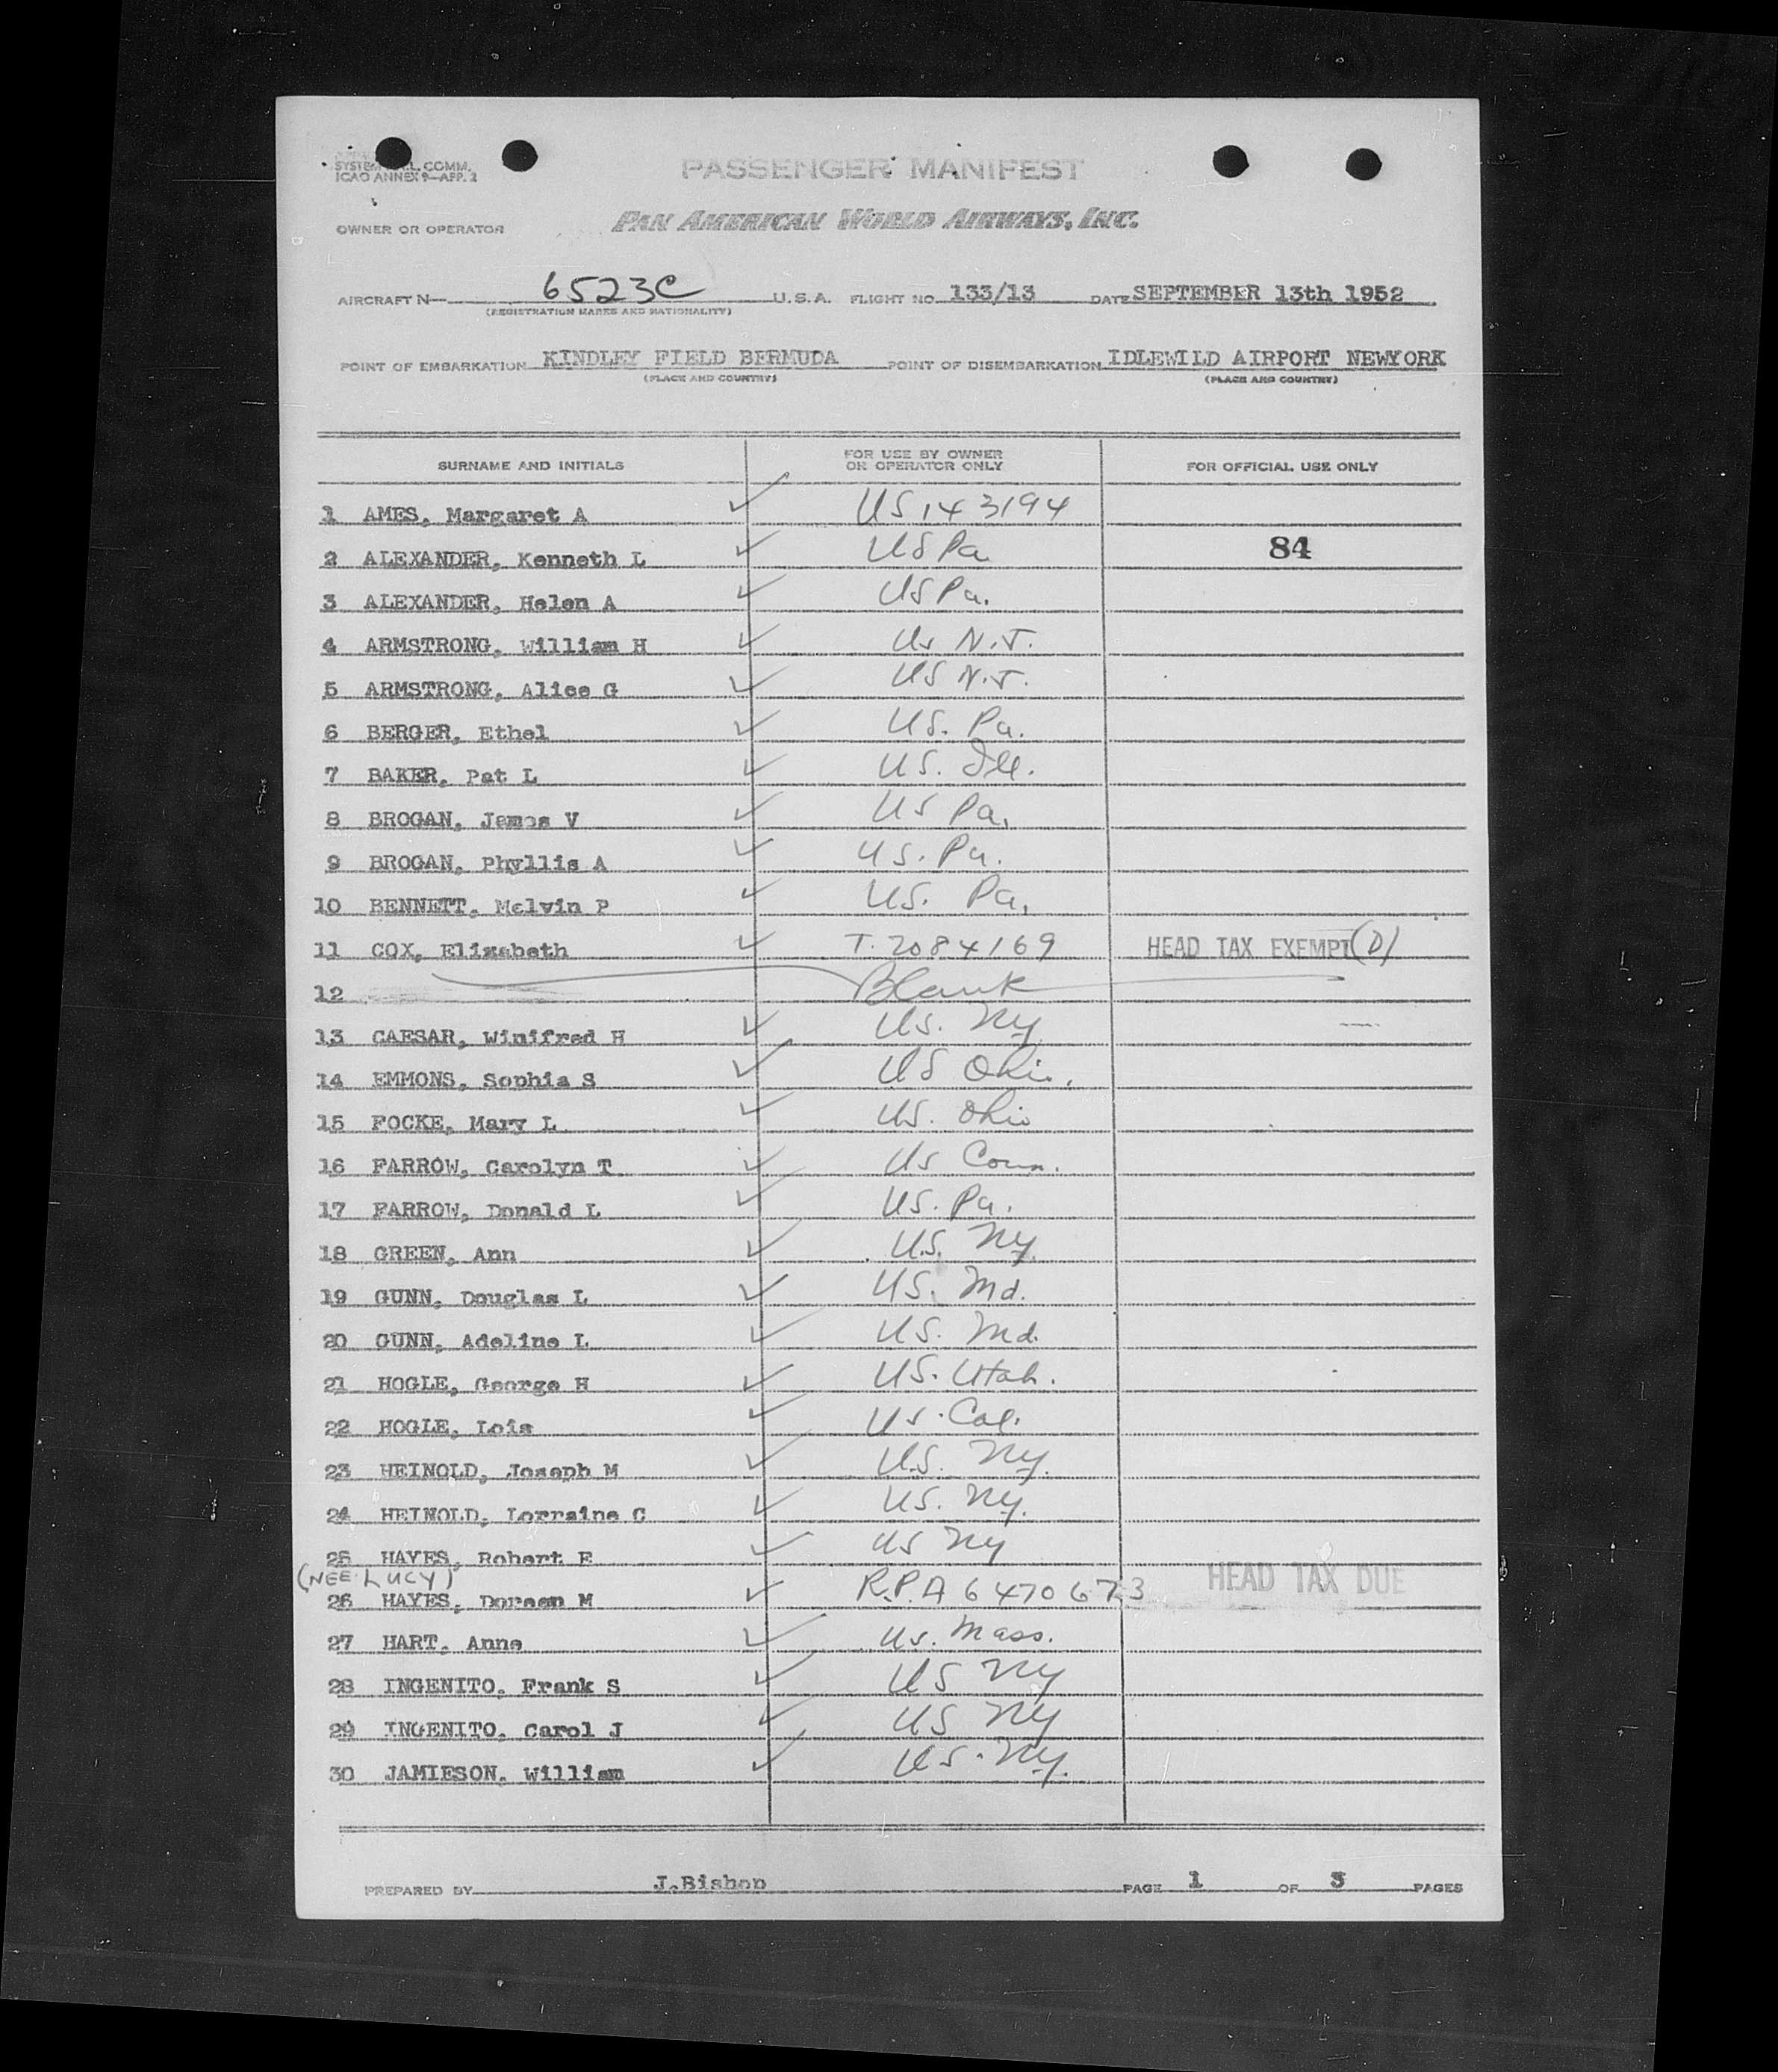 SYSTE L. COMM.
ICAO ANNEX 9—APP. 2
PASSENGER MANIFEST
OWNER OR OPERATOR PAN AMERICAN WORLD AIRWAYS, INC.
AIRCRAFT N— 6523C U.S.A. FLIGHT NO. 133/13 DATE SEPTEMBER 13th 1952
(REGISTRATION MARKS AND NATIONALITY)
POINT OF EMBARKATION KINDLEY FIELD BERMUDA POINT OF DISEMBARKATION IDLEWILD AIRPORT NEWYORK
(PLACE AND COUNTRY) (PLACE AND COUNTRY)
SURNAME AND INITIALS FOR USE BY OWNER OR OPERATOR ONLY FOR OFFICIAL USE ONLY
1 AMES, Margaret A ✓ US 143194
2 ALEXANDER, Kenneth L ✓ US Pa 84
3 ALEXANDER, Helen A ✓ US Pa.
4 ARMSTRONG, William H ✓ US N.J.
5 ARMSTRONG, Alice G ✓ US N.J.
6 BERGER, Ethel ✓ US. Pa.
7 BAKER, Pat L ✓ US. Ill.
8 BROGAN, James V ✓ US Pa.
9 BROGAN, Phyllis A ✓ US. Pa.
10 BENNETT, Melvin P ✓ US. Pa.
11 COX, Elizabeth ✓ T. 2084169 HEAD TAX EXEMPT (D)
12 Blank
13 CAESAR, Winifred H ✓ US. NY
14 EMMONS, Sophia S ✓ US Ohio.
15 FOCKE, Mary L ✓ US. Ohio
16 FARROW, Carolyn T ✓ US Conn.
17 FARROW, Donald L ✓ US. Pa.
18 GREEN, Ann ✓ U.S. NY.
19 GUNN, Douglas L ✓ US. Md.
20 GUNN, Adeline L ✓ US. Md.
21 HOGLE, George H ✓ US. Utah.
22 HOGLE, Lois ✓ US. Cal.
23 HEINOLD, Joseph M ✓ U.S. NY.
24 HEINOLD, Lorraine C ✓ US. NY.
25 HAYES, Robert E ✓ US NY
(NEE LUCY)
26 HAYES, Doreen M ✓ R.P.A 6470673 HEAD TAX DUE
27 HART, Anne ✓ US. Mass.
28 INGENITO, Frank S ✓ US NY
29 INGENITO, Carol J ✓ US NY
30 JAMIESON, William ✓ US. NY.
PREPARED BY J.Bishop PAGE 1 OF 3 PAGES